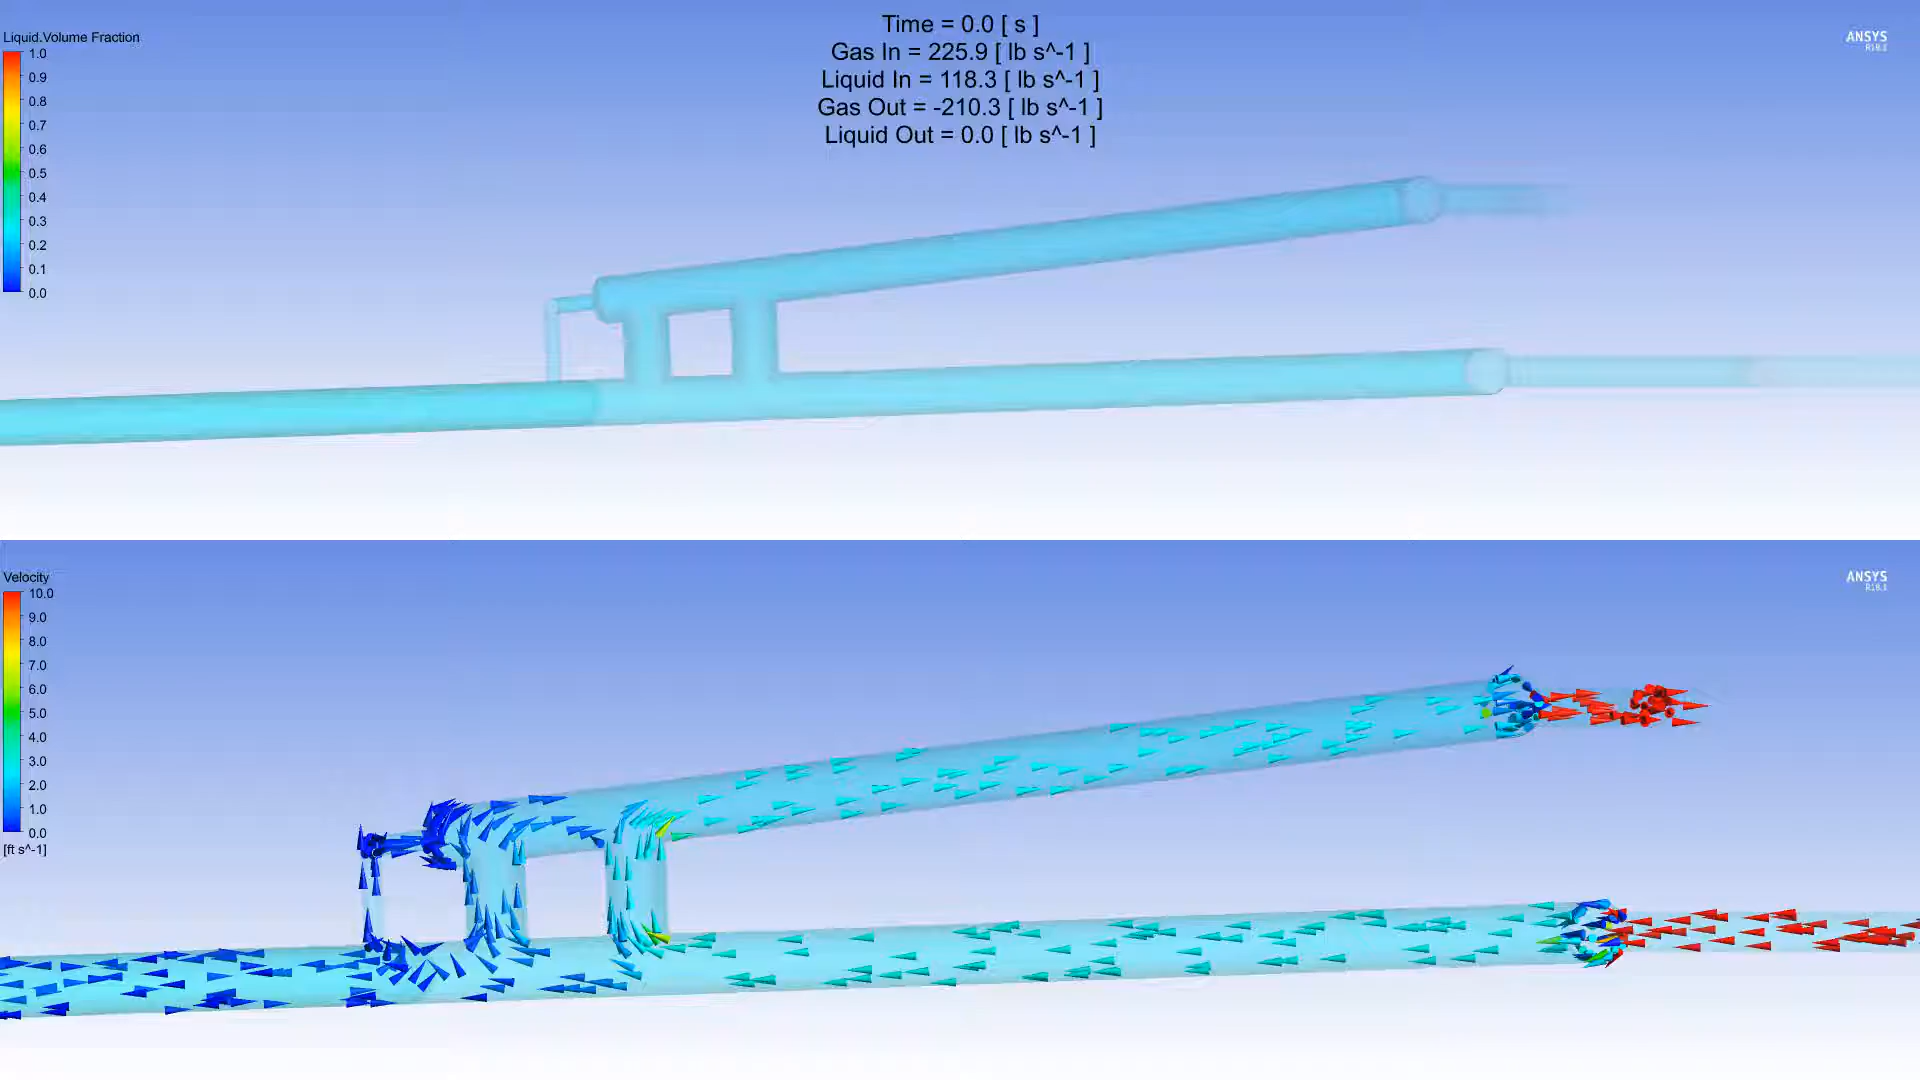 Time = 0.0 [ s ]
Gas In = 225.9 [ lb s^-1 ]
Liquid In = 118.3 [ lb s^-1 ]
Gas Out = -210.3 [ lb s^-1 ]
Liquid Out = 0.0 [ lb s^-1 ]
Liquid.Volume Fraction
1.0
0.9
0.8
0.7
0.6
0.5
0.4
0.3
0.2
0.1
0.0
ANSYS
R18.1
Velocity
10.0
9.0
8.0
7.0
6.0
5.0
4.0
3.0
2.0
1.0
0.0
[ft s^-1]
ANSYS
R18.1